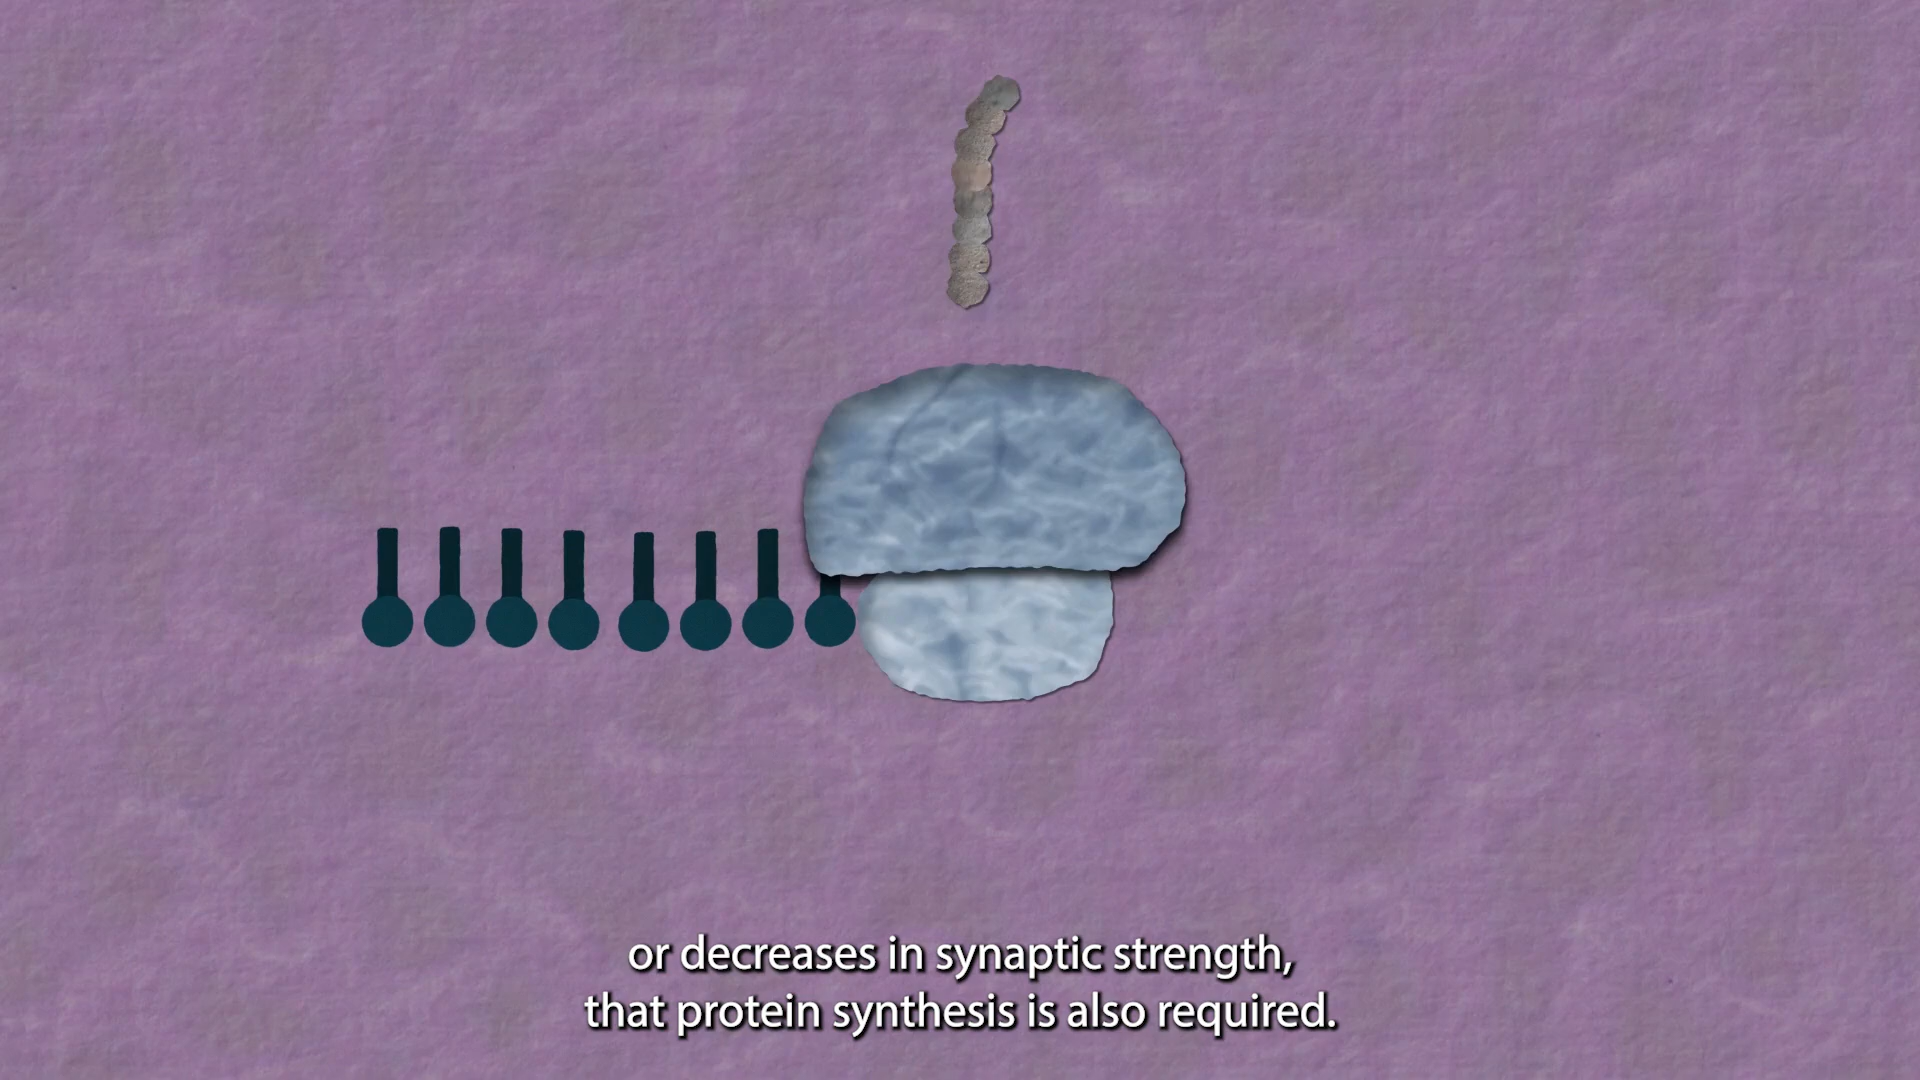 or decreases in synaptic strength,
that protein synthesis is also required.